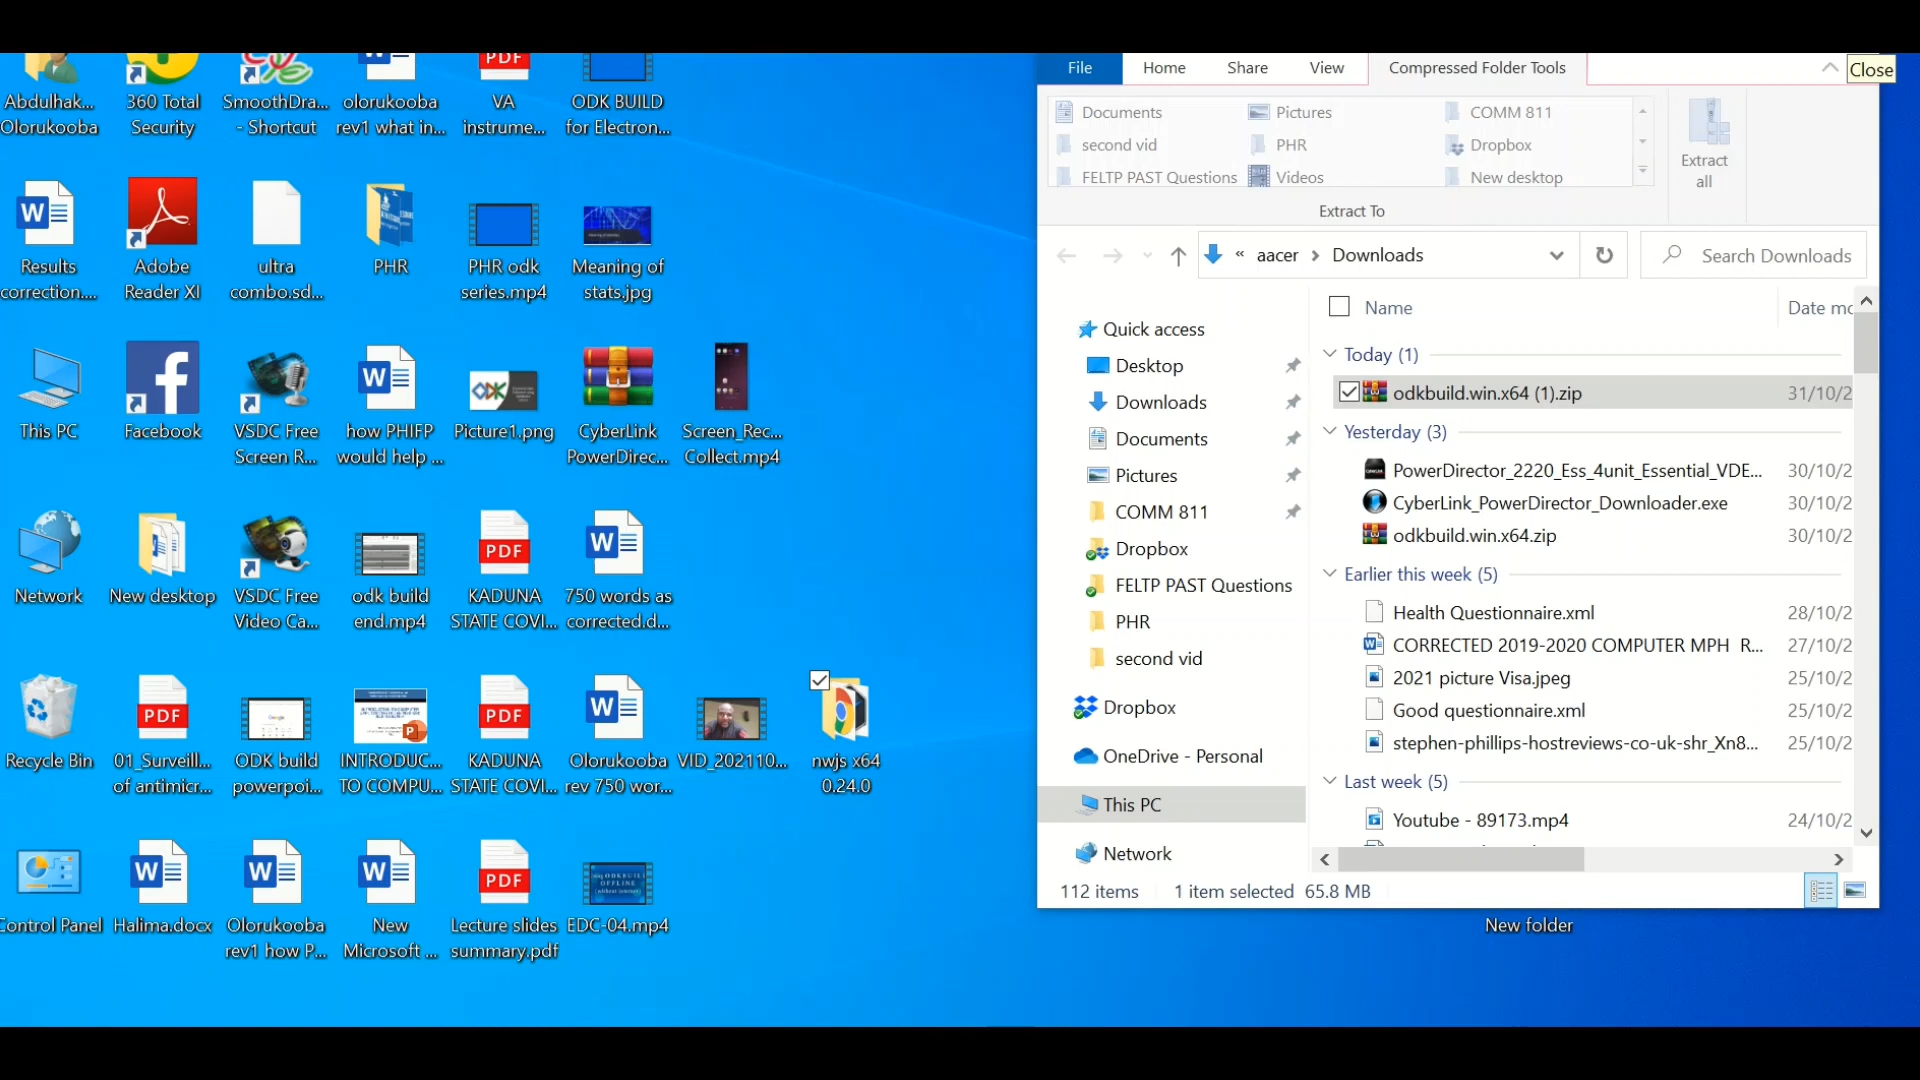 Abdulhak...
Olorukooba
360 Total
Security
SmoothDra...
- Shortcut
olorukooba
rev1 what in...
PDF
VA
instrume...
ODK BUILD
for Electron...
W
Results
correction....
Adobe
Reader XI
ultra
combo.sd...
PHR
PHR odk
series.mp4
Meaning of
stats.jpg
This PC
Facebook
VSDC Free
Screen R...
W
how PHIFP
would help ...
ODK
Picture1.png
CyberLink
PowerDirec...
Screen_Rec...
Collect.mp4
Network
New desktop
VSDC Free
Video Ca...
odk build
end.mp4
PDF
KADUNA
STATE COVI...
W
750 words as
corrected.d...
Recycle Bin
PDF
01_Surveill...
of antimicr...
ODK build
powerpoi...
INTRODUC...
TO COMPU...
PDF
KADUNA
STATE COVI...
W
Olorukooba
rev 750 wor...
VID_202110...
nwjs x64
0.24.0
Control Panel
W
Halima.docx
W
Olorukooba
rev1 how P...
W
New
Microsoft ...
PDF
Lecture slides
summary.pdf
EDC-04.mp4
File
Home
Share
View
Compressed Folder Tools
Close
Documents
Pictures
COMM 811
second vid
PHR
Dropbox
FELTP PAST Questions
Videos
New desktop
Extract To
Extract
all
« aacer > Downloads
Search Downloads
Quick access
Desktop
Downloads
Documents
Pictures
COMM 811
Dropbox
FELTP PAST Questions
PHR
second vid
Dropbox
OneDrive - Personal
This PC
Network
Name
Date mo
Today (1)
odkbuild.win.x64 (1).zip 31/10/2
Yesterday (3)
PowerDirector_2220_Ess_4unit_Essential_VDE... 30/10/2
CyberLink_PowerDirector_Downloader.exe 30/10/2
odkbuild.win.x64.zip 30/10/2
Earlier this week (5)
Health Questionnaire.xml 28/10/2
CORRECTED 2019-2020 COMPUTER MPH R... 27/10/2
2021 picture Visa.jpeg 25/10/2
Good questionnaire.xml 25/10/2
stephen-phillips-hostreviews-co-uk-shr_Xn8... 25/10/2
Last week (5)
Youtube - 89173.mp4 24/10/2
112 items
1 item selected 65.8 MB
New folder